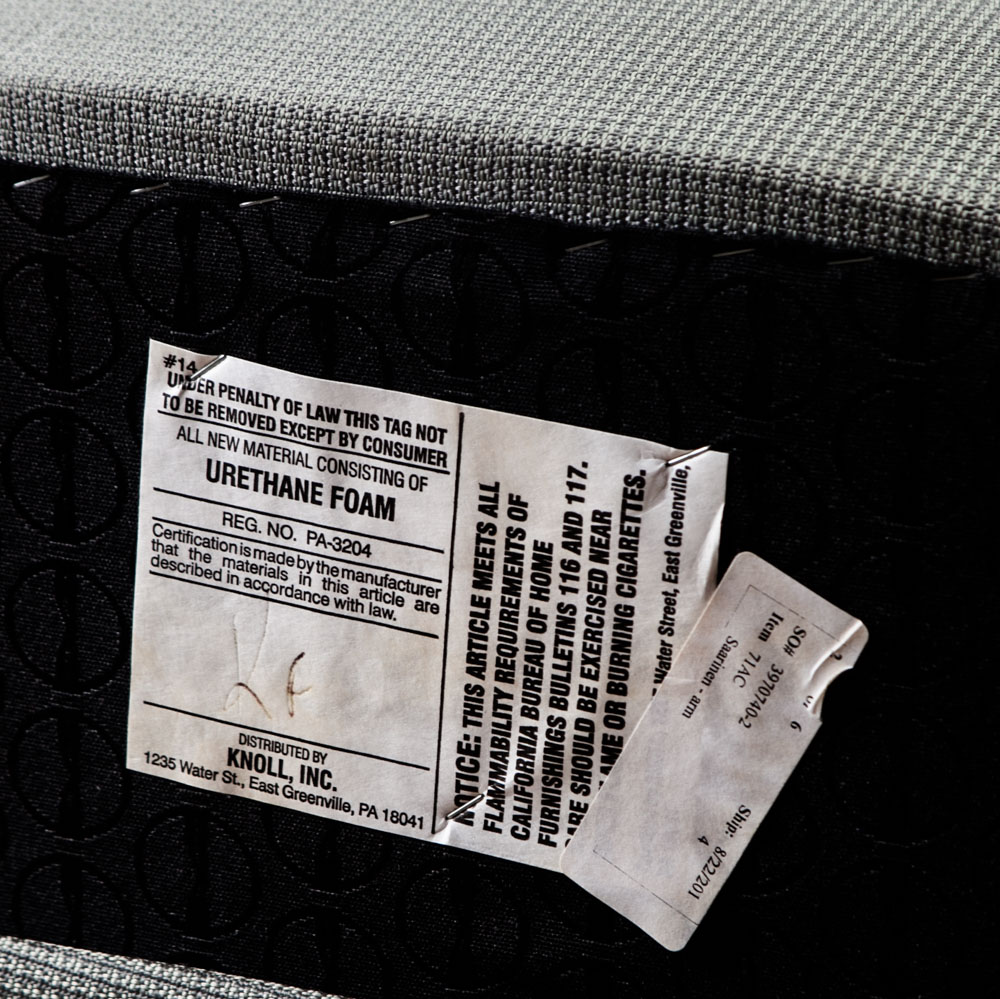 #14
UNDER PENALTY OF LAW THIS TAG NOT
TO BE REMOVED EXCEPT BY CONSUMER
ALL NEW MATERIAL CONSISTING OF
URETHANE FOAM
REG. NO. PA-3204
Certification is made by the manufacturer
that the materials in this article are
described in accordance with law.
DISTRIBUTED BY
KNOLL, INC.
1235 Water St., East Greenville, PA 18041
NOTICE: THIS ARTICLE MEETS ALL
FLAMMABILITY REQUIREMENTS OF
CALIFORNIA BUREAU OF HOME
FURNISHINGS BULLETINS 116 AND 117.
SHOULD BE EXERCISED NEAR
OR BURNING CIGARETTES.
Water Street, East Greenville,
SO# 3970740-2
Item 71AC
Saarinen - arm
6
Ship: 8/22/201
4